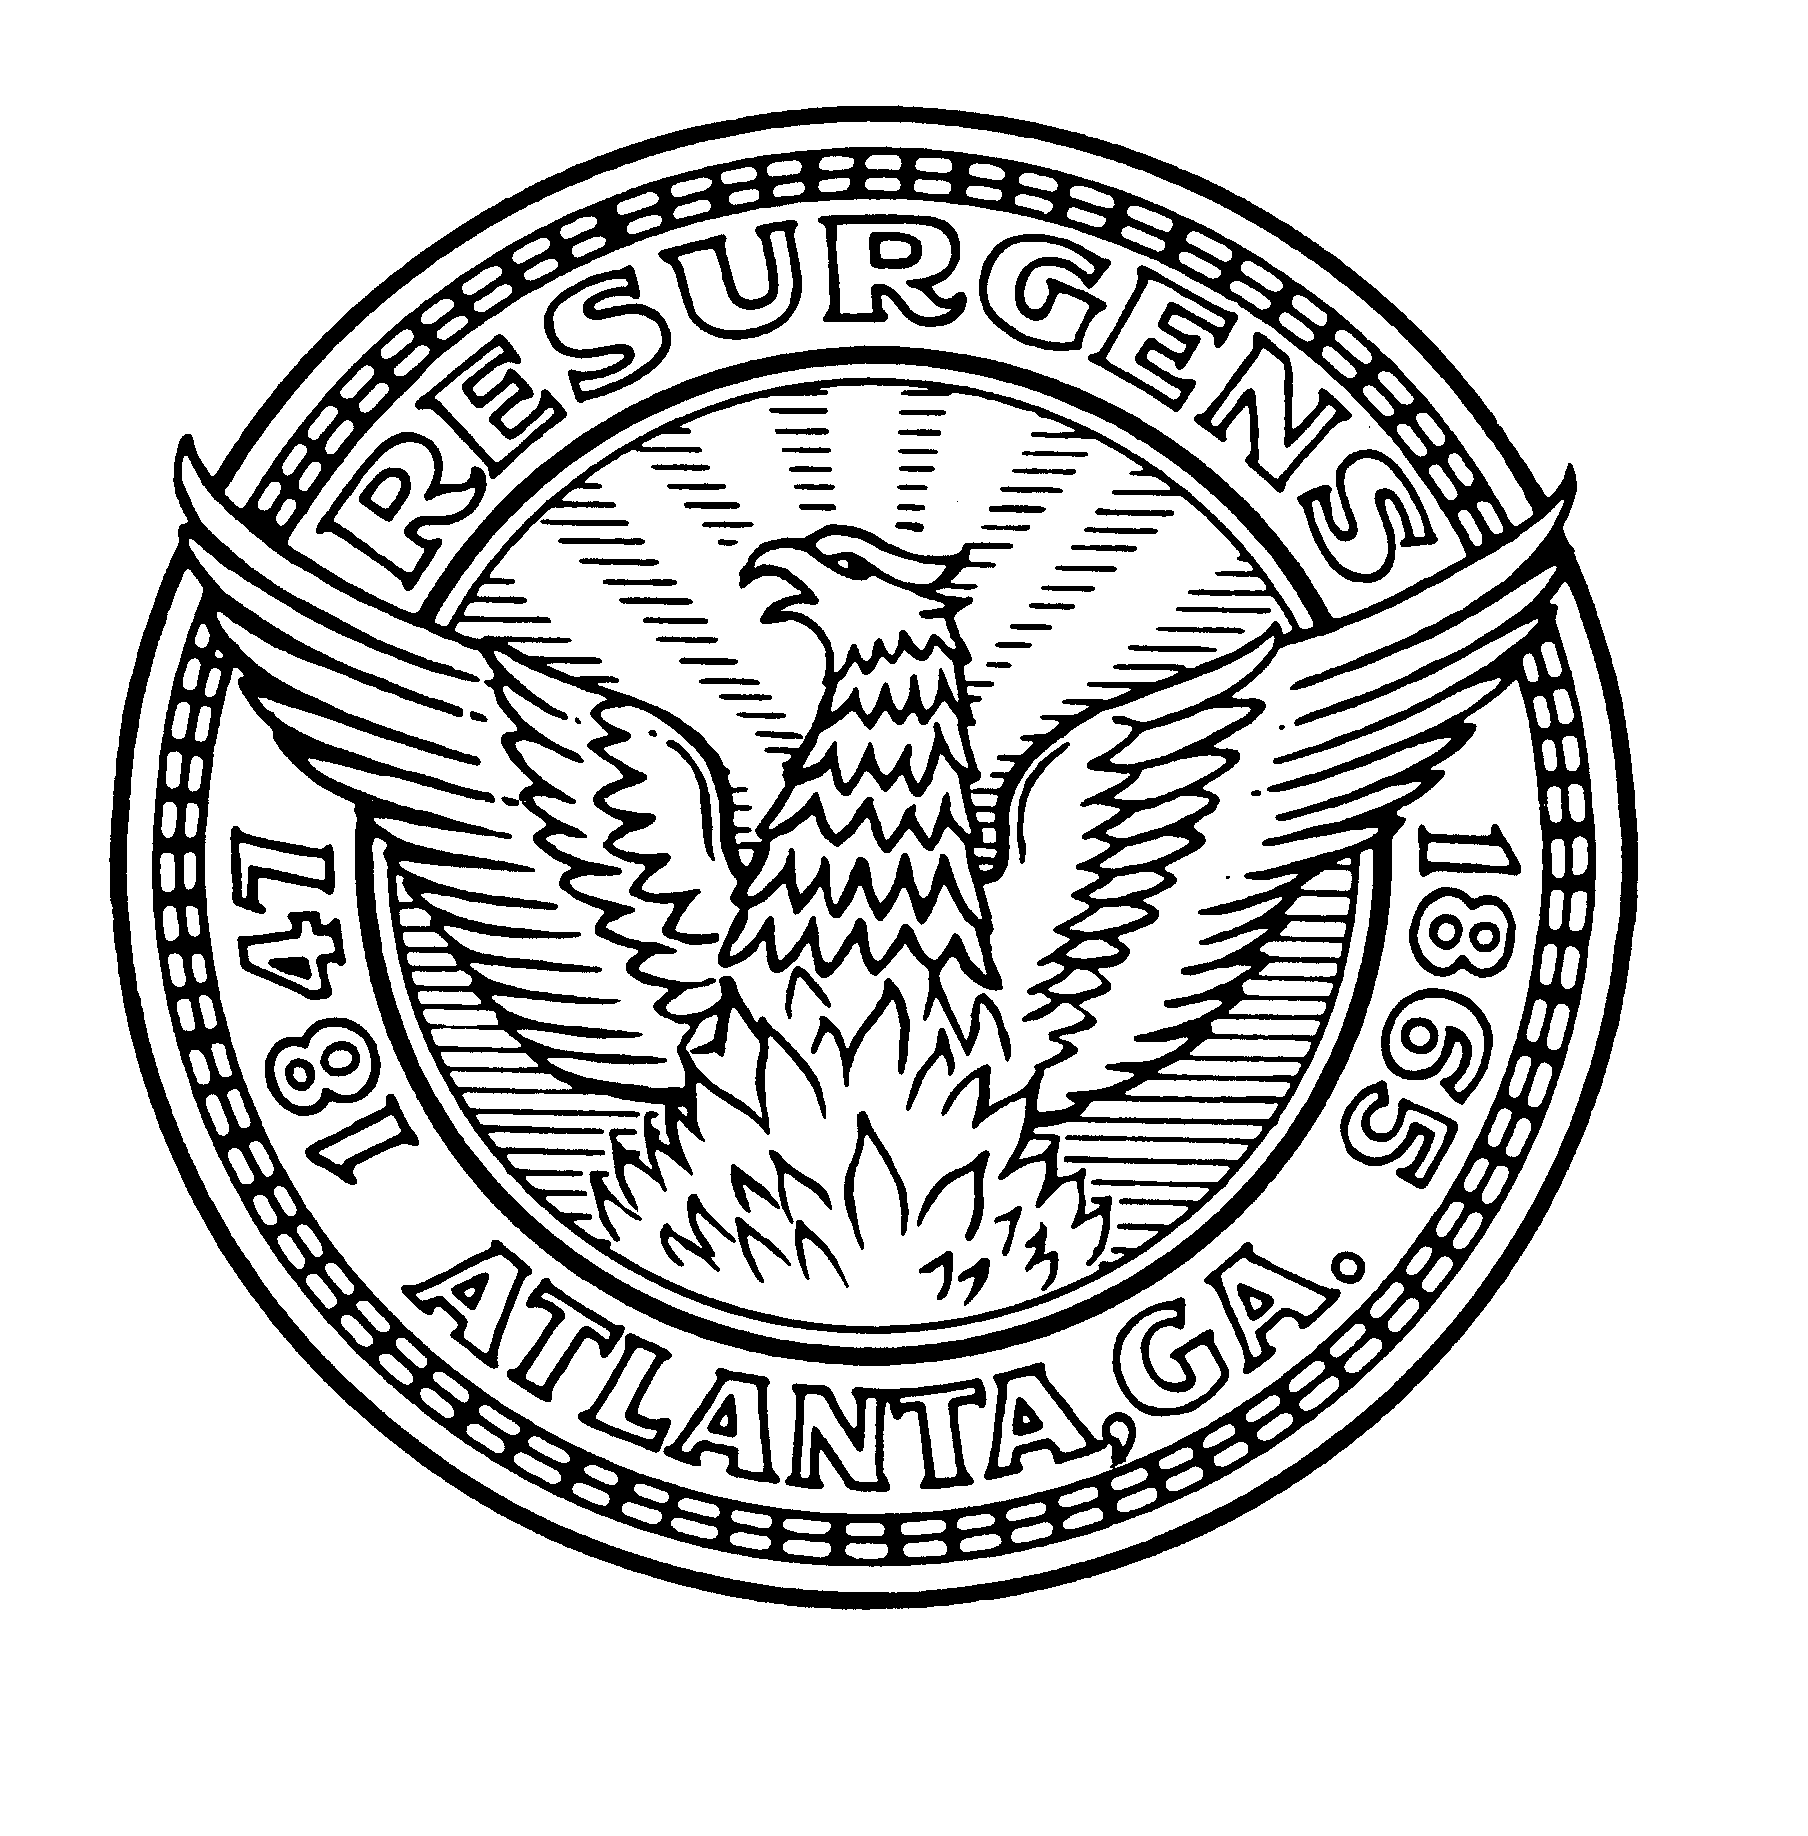 RESURGENS
1847 1865
ATLANTA, GA.